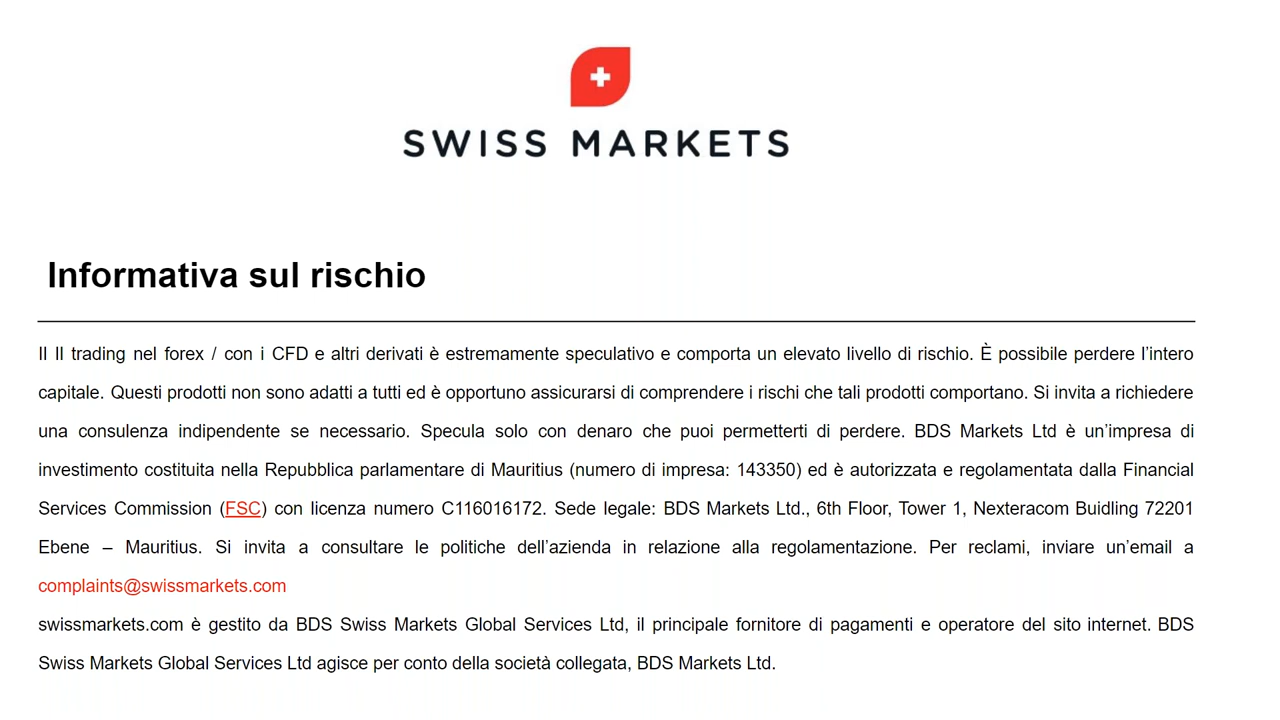 SWISS MARKETS
Informativa sul rischio
Il Il trading nel forex / con i CFD e altri derivati è estremamente speculativo e comporta un elevato livello di rischio. È possibile perdere l’intero
capitale. Questi prodotti non sono adatti a tutti ed è opportuno assicurarsi di comprendere i rischi che tali prodotti comportano. Si invita a richiedere
una consulenza indipendente se necessario. Specula solo con denaro che puoi permetterti di perdere. BDS Markets Ltd è un’impresa di
investimento costituita nella Repubblica parlamentare di Mauritius (numero di impresa: 143350) ed è autorizzata e regolamentata dalla Financial
Services Commission (FSC) con licenza numero C116016172. Sede legale: BDS Markets Ltd., 6th Floor, Tower 1, Nexteracom Buidling 72201
Ebene – Mauritius. Si invita a consultare le politiche dell’azienda in relazione alla regolamentazione. Per reclami, inviare un’email a
complaints@swissmarkets.com
swissmarkets.com è gestito da BDS Swiss Markets Global Services Ltd, il principale fornitore di pagamenti e operatore del sito internet. BDS
Swiss Markets Global Services Ltd agisce per conto della società collegata, BDS Markets Ltd.